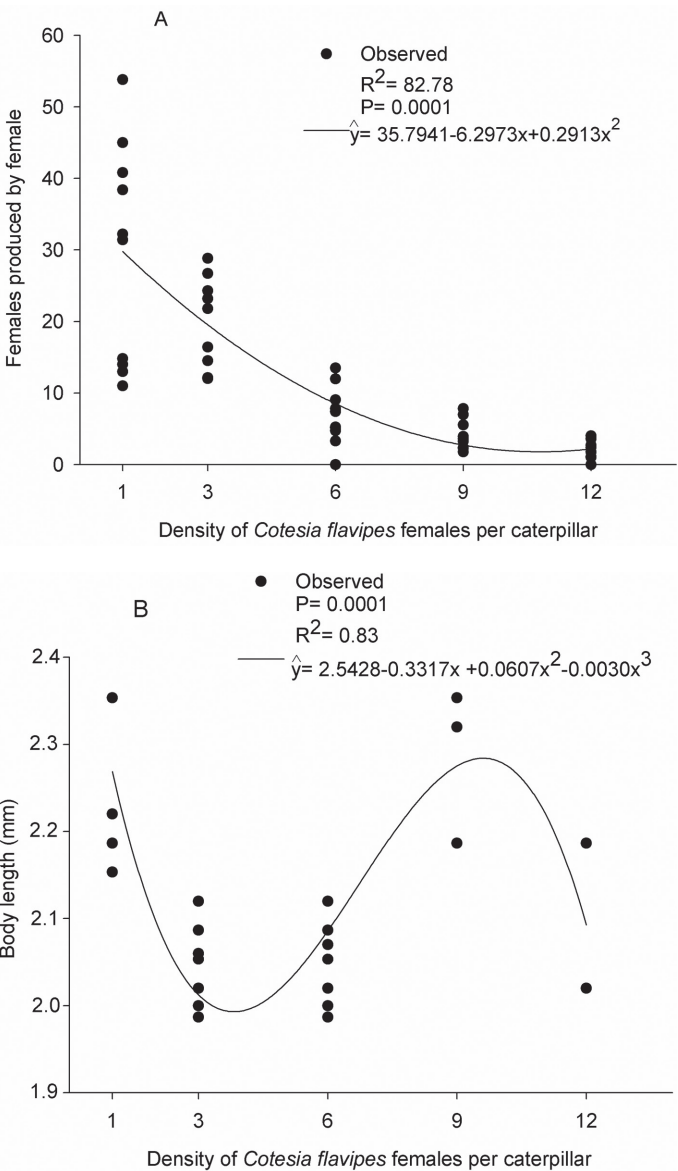 A
60
50
40
30
20
10
0
Females produced by female
Observed
R²= 82.78
P= 0.0001
ŷ= 35.7941-6.2973x+0.2913x²
1 3 6 9 12
Density of Cotesia flavipes females per caterpillar
B
Observed
P= 0.0001
R²= 0.83
ŷ= 2.5428-0.3317x +0.0607x²-0.0030x³
2.4
2.3
2.2
2.1
2.0
1.9
Body length (mm)
1 3 6 9 12
Density of Cotesia flavipes females per caterpillar